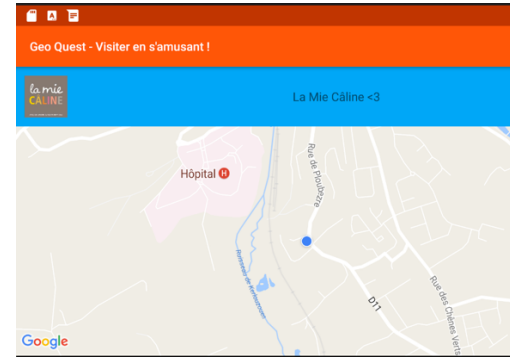 A
Geo Quest - Visiter en s'amusant !
la mie
CÂLINE
La Mie Câline <3
Hôpital H
Rue de Ploubezre
D11
Rue des Chênes Verts
Google